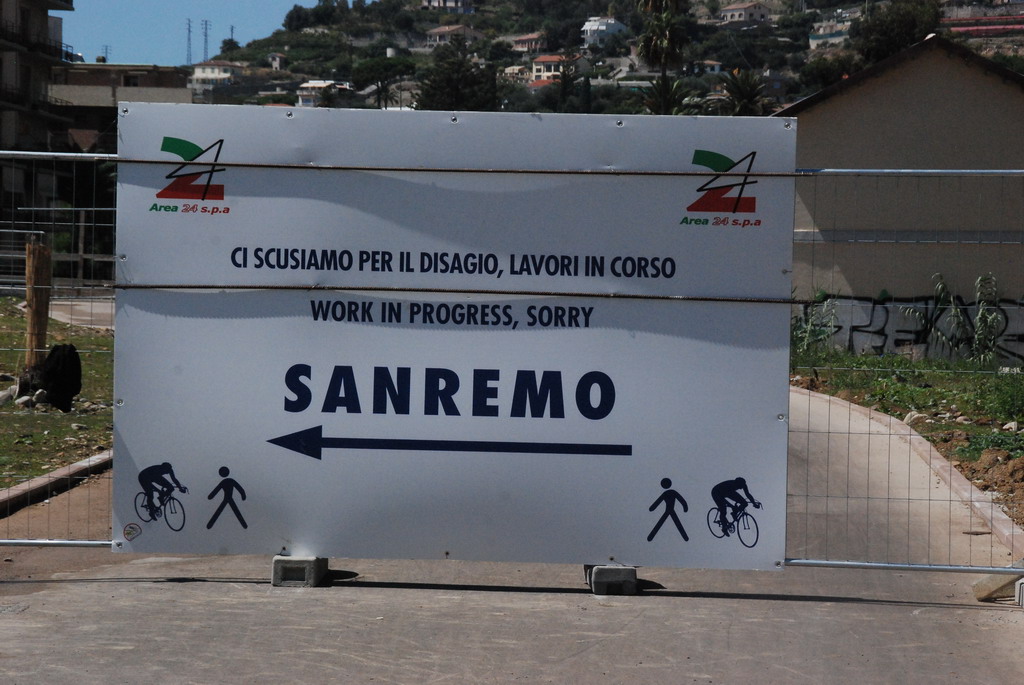 Area 24 s.p.a
Area 24 s.p.a
CI SCUSIAMO PER IL DISAGIO, LAVORI IN CORSO
WORK IN PROGRESS, SORRY
SANREMO